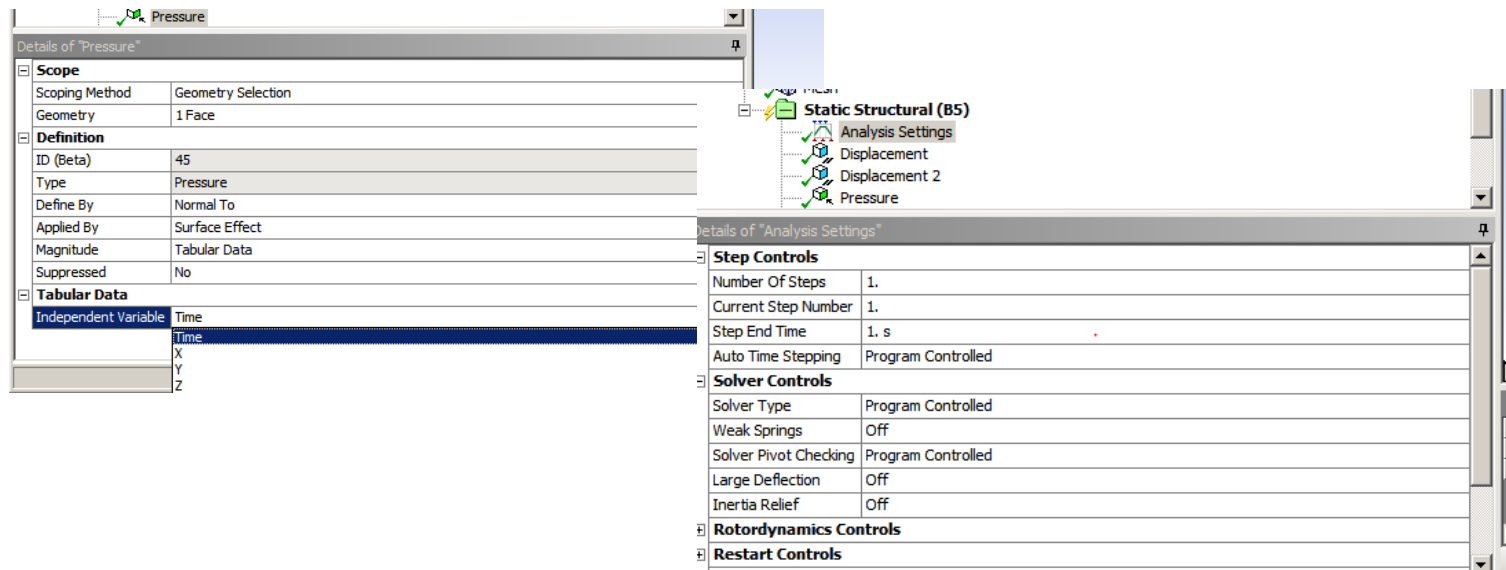 Pressure
Details of "Pressure"
Scope
Scoping Method Geometry Selection
Geometry 1 Face
Definition
ID (Beta) 45
Type Pressure
Define By Normal To
Applied By Surface Effect
Magnitude Tabular Data
Suppressed No
Tabular Data
Independent Variable Time
Time
X
Y
Z
Mesh
Static Structural (B5)
Analysis Settings
Displacement
Displacement 2
Pressure
Details of "Analysis Settings"
Step Controls
Number Of Steps 1.
Current Step Number 1.
Step End Time 1. s
Auto Time Stepping Program Controlled
Solver Controls
Solver Type Program Controlled
Weak Springs Off
Solver Pivot Checking Program Controlled
Large Deflection Off
Inertia Relief Off
Rotordynamics Controls
Restart Controls